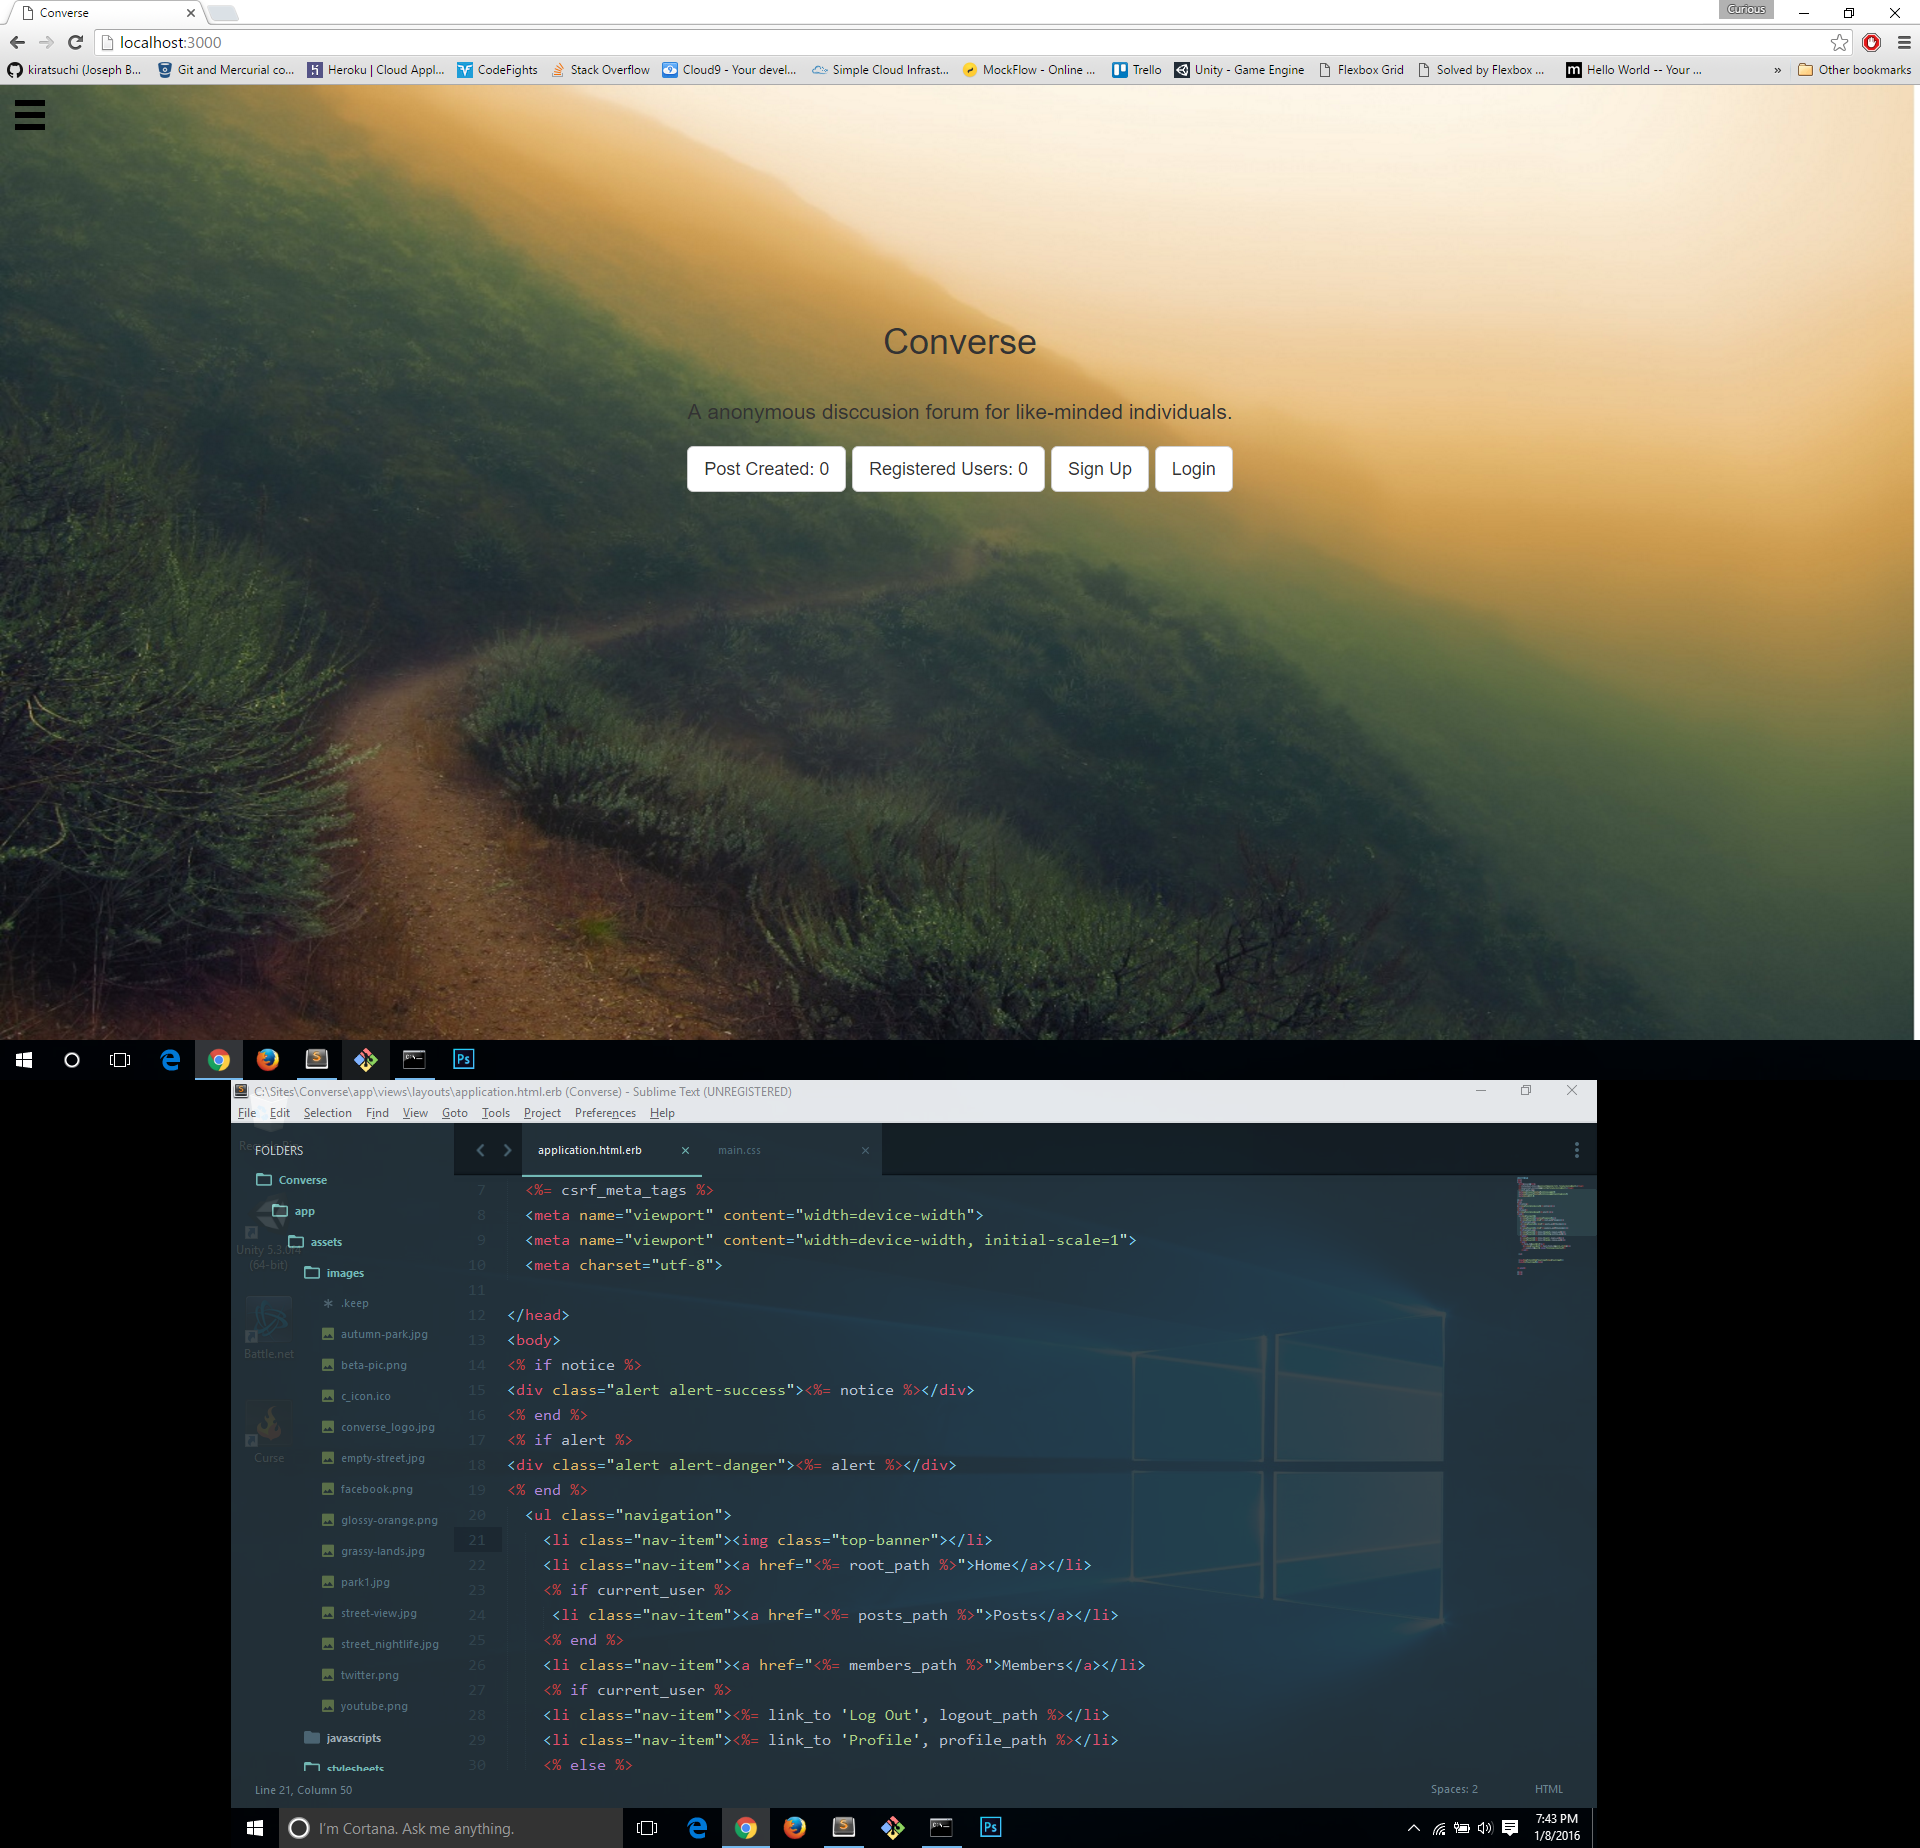 Converse
Curious
localhost:3000
kiratsuchi (Joseph B...
Git and Mercurial co...
Heroku | Cloud Appl...
CodeFights
Stack Overflow
Cloud9 - Your devel...
Simple Cloud Infrast...
MockFlow - Online ...
Trello
Unity - Game Engine
Flexbox Grid
Solved by Flexbox ...
Hello World -- Your ...
»
Other bookmarks
Converse
A anonymous disccusion forum for like-minded individuals.
Post Created: 0
Registered Users: 0
Sign Up
Login
C:\Sites\Converse\app\views\layouts\application.html.erb (Converse) - Sublime Text (UNREGISTERED)
File Edit Selection Find View Goto Tools Project Preferences Help
FOLDERS
Converse
app
assets
images
.keep
autumn-park.jpg
beta-pic.png
c_icon.ico
converse_logo.jpg
empty-street.jpg
facebook.png
glossy-orange.png
grassy-lands.jpg
park1.jpg
street-view.jpg
street_nightlife.jpg
twitter.png
youtube.png
javascripts
stylesheets
(64-bit)
Battle.net
Curse
application.html.erb
main.css
7 <%= csrf_meta_tags %>
8 <meta name="viewport" content="width=device-width">
9 <meta name="viewport" content="width=device-width, initial-scale=1">
10 <meta charset="utf-8">
11
12 </head>
13 <body>
14 <% if notice %>
15 <div class="alert alert-success"><%= notice %></div>
16 <% end %>
17 <% if alert %>
18 <div class="alert alert-danger"><%= alert %></div>
19 <% end %>
20 <ul class="navigation">
21 <li class="nav-item"><img class="top-banner"></li>
22 <li class="nav-item"><a href="<%= root_path %>">Home</a></li>
23 <% if current_user %>
24 <li class="nav-item"><a href="<%= posts_path %>">Posts</a></li>
25 <% end %>
26 <li class="nav-item"><a href="<%= members_path %>">Members</a></li>
27 <% if current_user %>
28 <li class="nav-item"><%= link_to 'Log Out', logout_path %></li>
29 <li class="nav-item"><%= link_to 'Profile', profile_path %></li>
30 <% else %>
Line 21, Column 50
Spaces: 2
HTML
I'm Cortana. Ask me anything.
Ps
7:43 PM
1/8/2016